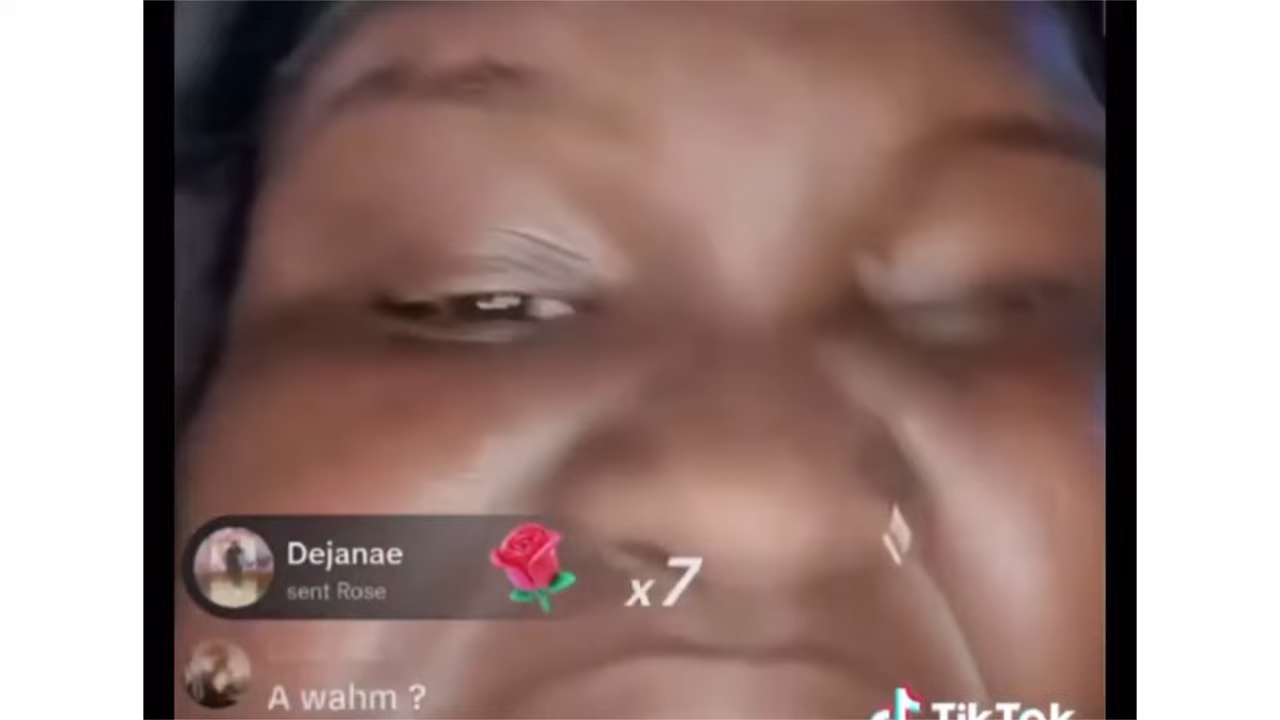 Dejanae
sent Rose
x7
A wahm ?
TikTok